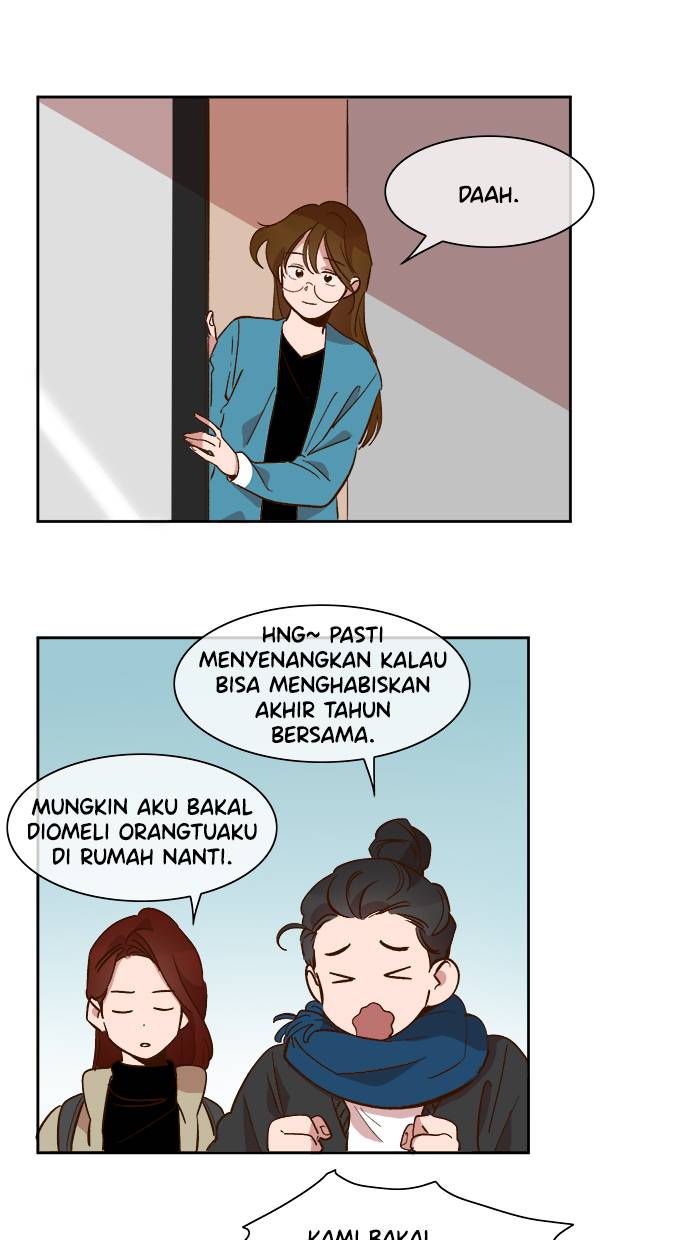 DAAH.
HNG~ PASTI
MENYENANGKAN KALAU
BISA MENGHABISKAN
AKHIR TAHUN
BERSAMA.
MUNGKIN AKU BAKAL
DIOMELI ORANGTUAKU
DI RUMAH NANTI.
KAMI BAKAL